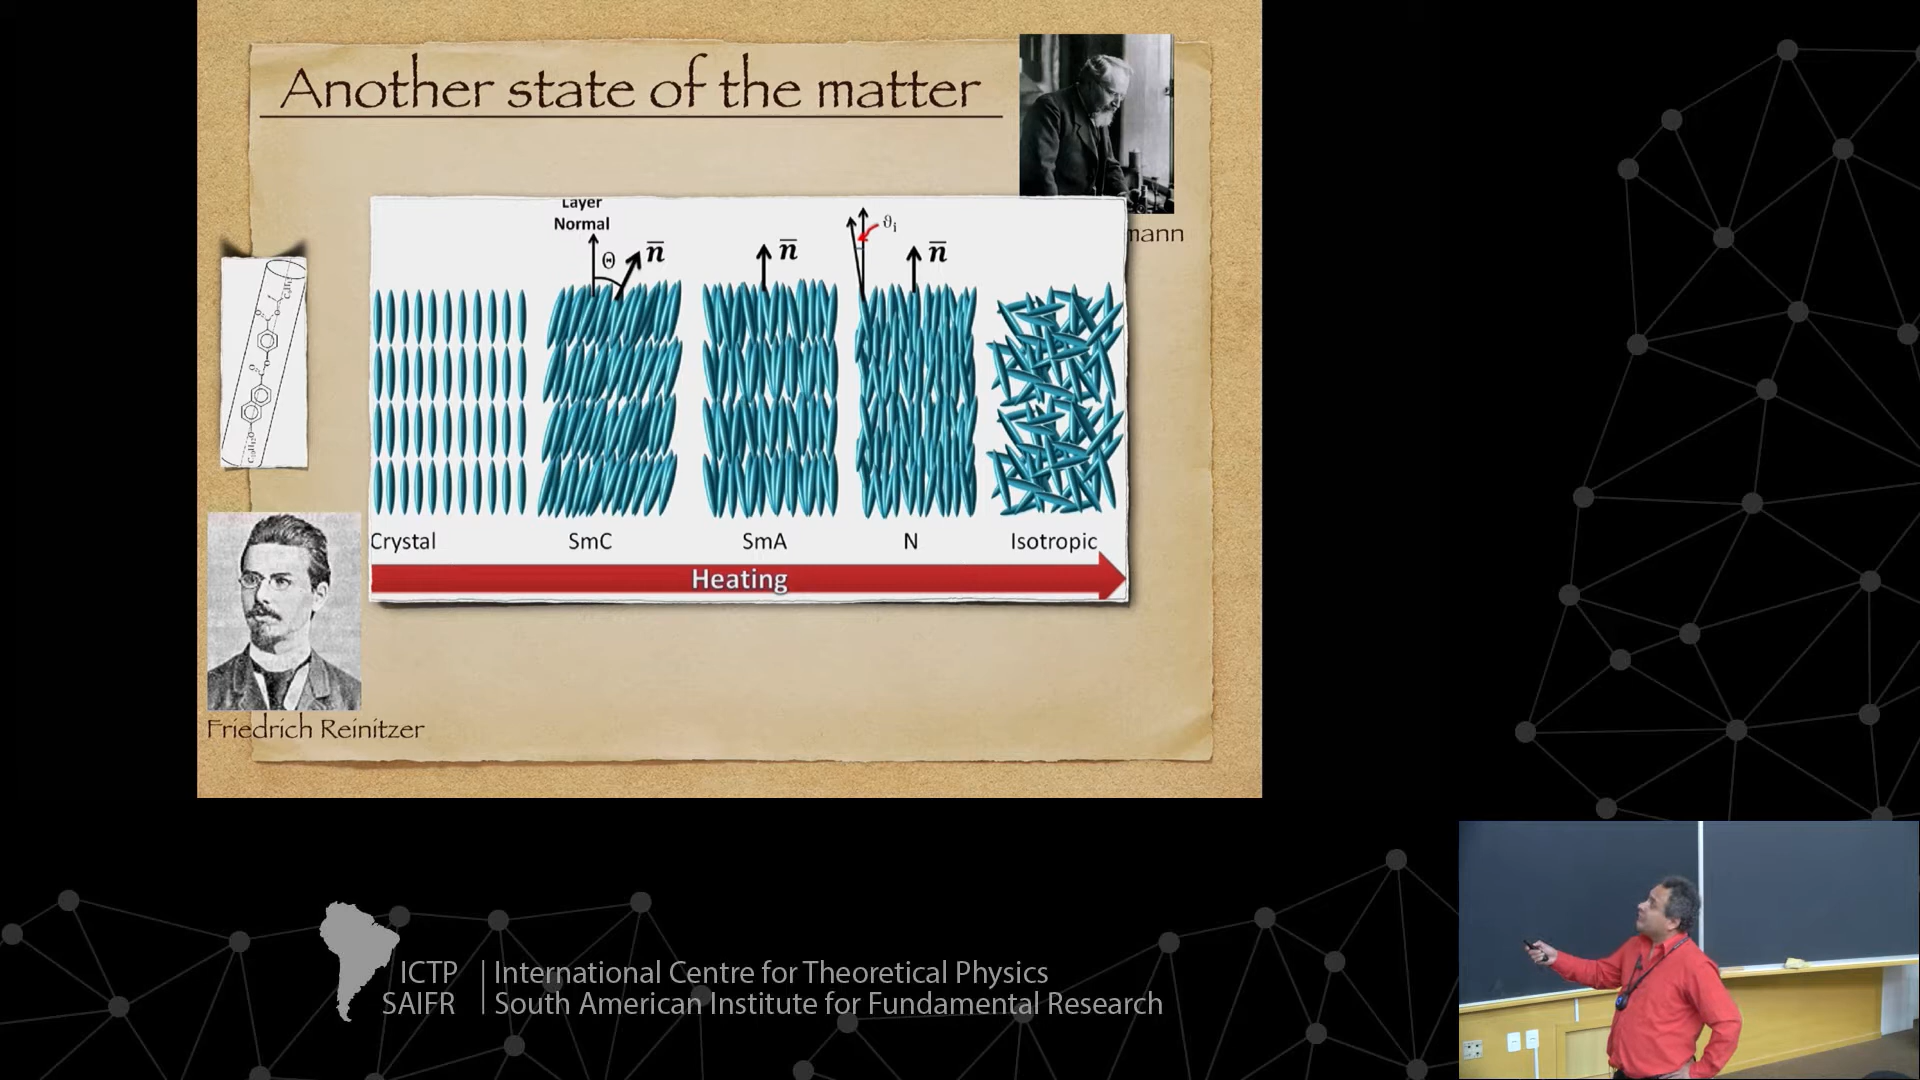 Another state of the matter
mann
Layer
Normal
Θ
n̅
n̅
ϑi
n̅
Crystal
SmC
SmA
N
Isotropic
Heating
Friedrich Reinitzer
ICTP
SAIFR
International Centre for Theoretical Physics
South American Institute for Fundamental Research